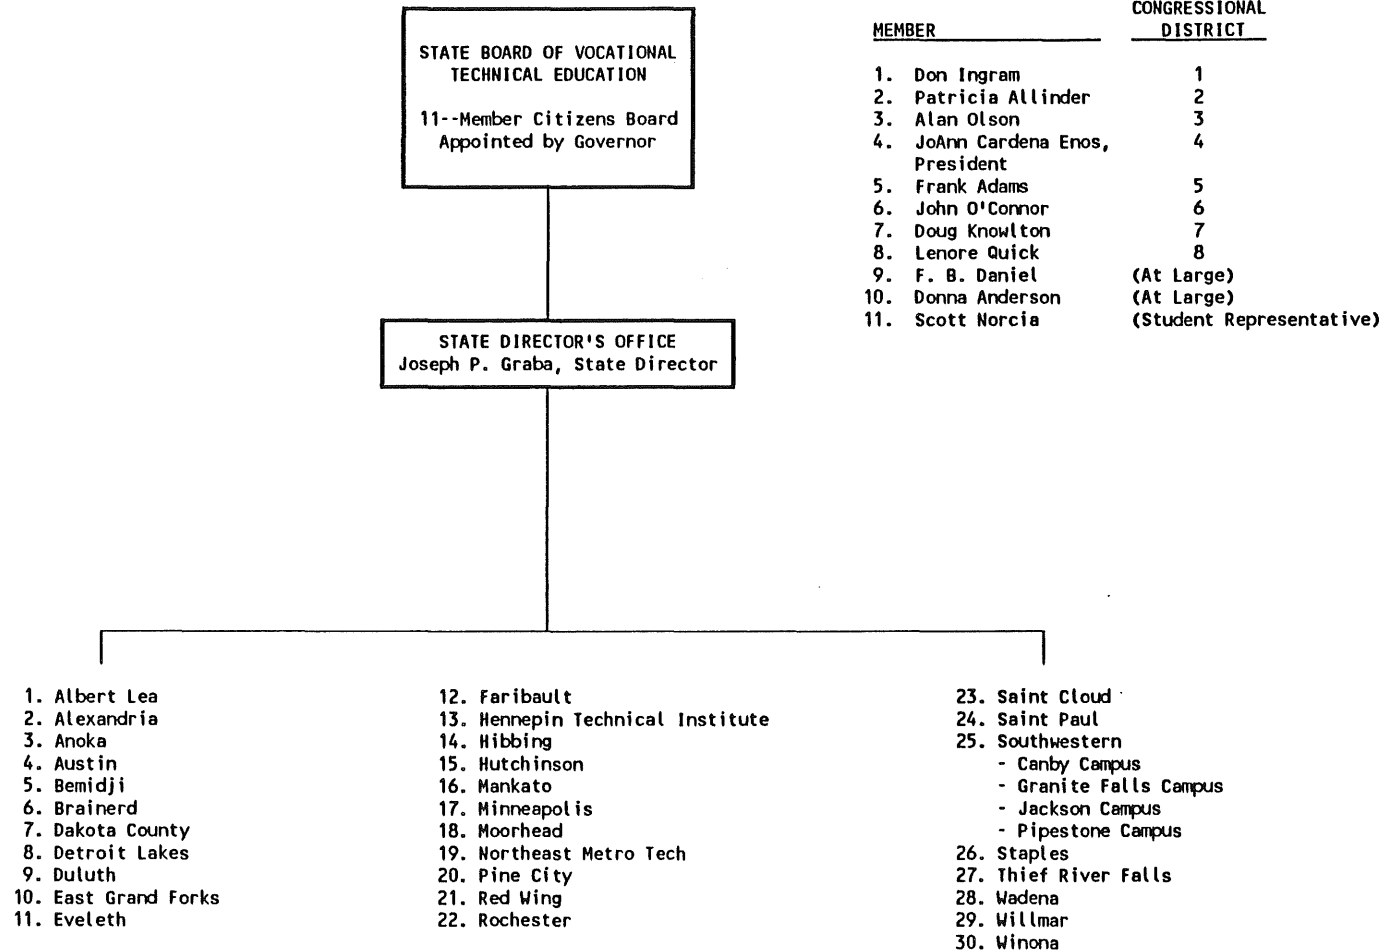 STATE BOARD OF VOCATIONAL
TECHNICAL EDUCATION
11--Member Citizens Board
Appointed by Governor
CONGRESSIONAL
MEMBER DISTRICT
1. Don Ingram 1
2. Patricia Allinder 2
3. Alan Olson 3
4. JoAnn Cardena Enos, 4
President
5. Frank Adams 5
6. John O'Connor 6
7. Doug Knowlton 7
8. Lenore Quick 8
9. F. B. Daniel (At Large)
10. Donna Anderson (At Large)
11. Scott Norcia (Student Representative)
STATE DIRECTOR'S OFFICE
Joseph P. Graba, State Director
1. Albert Lea
2. Alexandria
3. Anoka
4. Austin
5. Bemidji
6. Brainerd
7. Dakota County
8. Detroit Lakes
9. Duluth
10. East Grand Forks
11. Eveleth
12. Faribault
13. Hennepin Technical Institute
14. Hibbing
15. Hutchinson
16. Mankato
17. Minneapolis
18. Moorhead
19. Northeast Metro Tech
20. Pine City
21. Red Wing
22. Rochester
23. Saint Cloud
24. Saint Paul
25. Southwestern
- Canby Campus
- Granite Falls Campus
- Jackson Campus
- Pipestone Campus
26. Staples
27. Thief River Falls
28. Wadena
29. Willmar
30. Winona